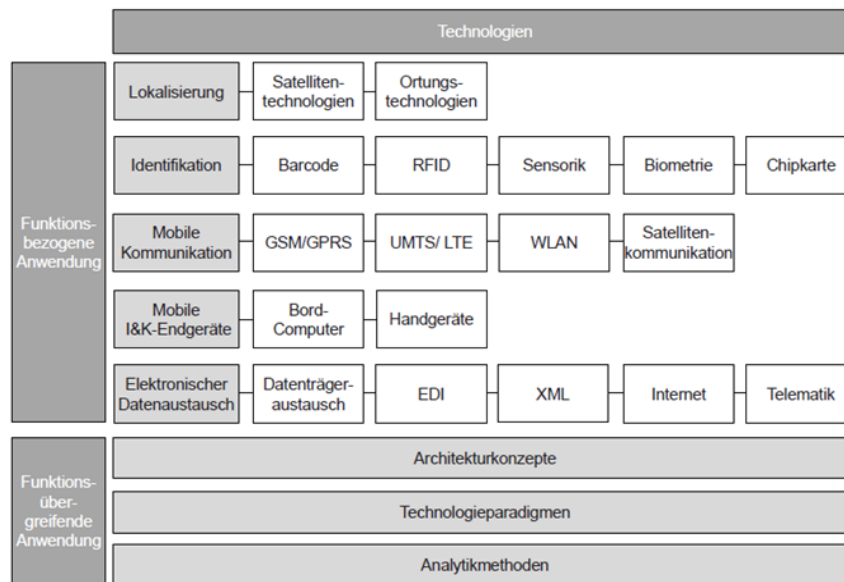 Technologien
Funktions-
bezogene
Anwendung
Lokalisierung
Satelliten-
technologien
Ortungs-
technologien
Identifikation
Barcode
RFID
Sensorik
Biometrie
Chipkarte
Mobile
Kommunikation
GSM/GPRS
UMTS/ LTE
WLAN
Satelliten-
kommunikation
Mobile
I&K-Endgeräte
Bord-
Computer
Handgeräte
Elektronischer
Datenaustausch
Datenträger-
austausch
EDI
XML
Internet
Telematik
Funktions-
über-
greifende
Anwendung
Architekturkonzepte
Technologieparadigmen
Analytikmethoden